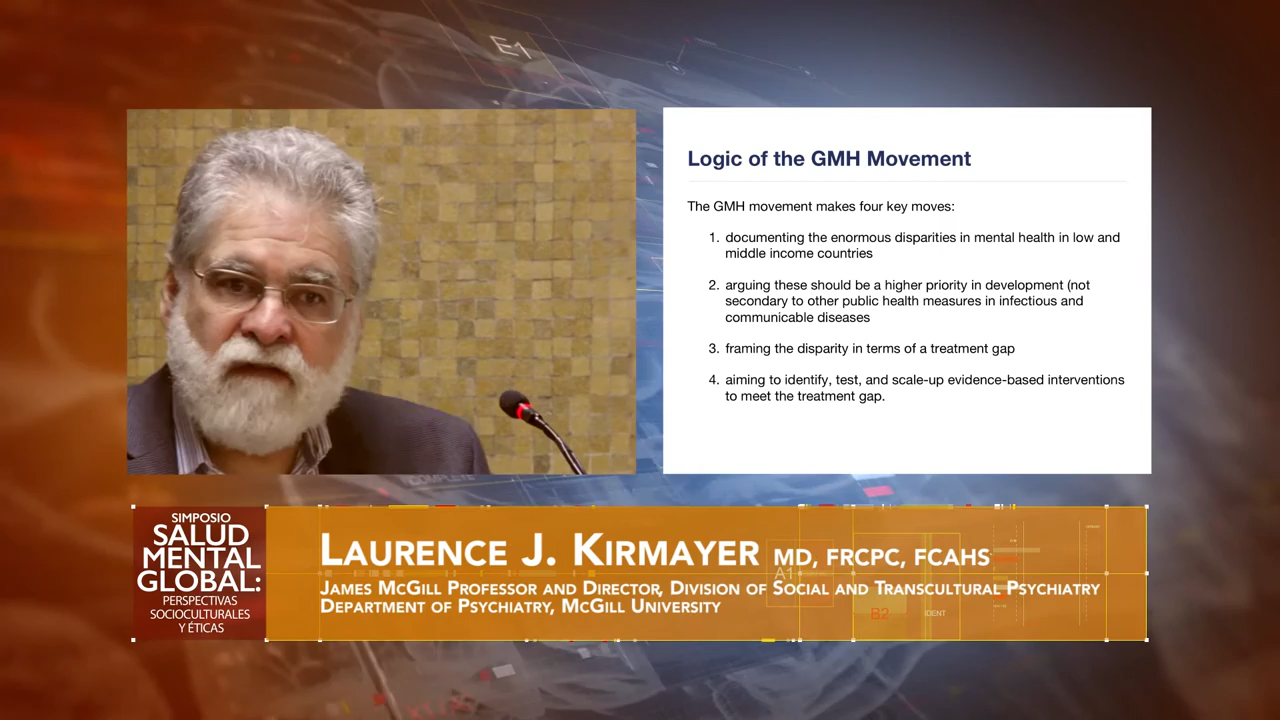 E1
Logic of the GMH Movement
The GMH movement makes four key moves:
1. documenting the enormous disparities in mental health in low and
middle income countries
2. arguing these should be a higher priority in development (not
secondary to other public health measures in infectious and
communicable diseases
3. framing the disparity in terms of a treatment gap
4. aiming to identify, test, and scale-up evidence-based interventions
to meet the treatment gap.
SIMPOSIO
SALUD
MENTAL
GLOBAL:
PERSPECTIVAS
SOCIOCULTURALES
Y ÉTICAS
LAURENCE J. KIRMAYER MD, FRCPC, FCAHS
A1
JAMES MCGILL PROFESSOR AND DIRECTOR, DIVISION OF SOCIAL AND TRANSCULTURAL PSYCHIATRY
DEPARTMENT OF PSYCHIATRY, MCGILL UNIVERSITY
B2
IDENT